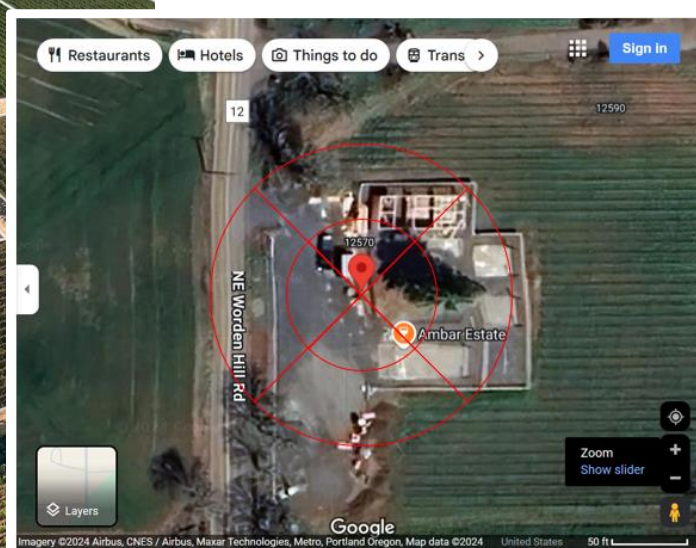 Restaurants
Hotels
Things to do
Trans
Sign in
12
12590
12570
NE Worden Hill Rd
Ambar Estate
Zoom
Show slider
Layers
Google
Imagery ©2024 Airbus, CNES / Airbus, Maxar Technologies, Metro, Portland Oregon, Map data ©2024 United States 50 ft